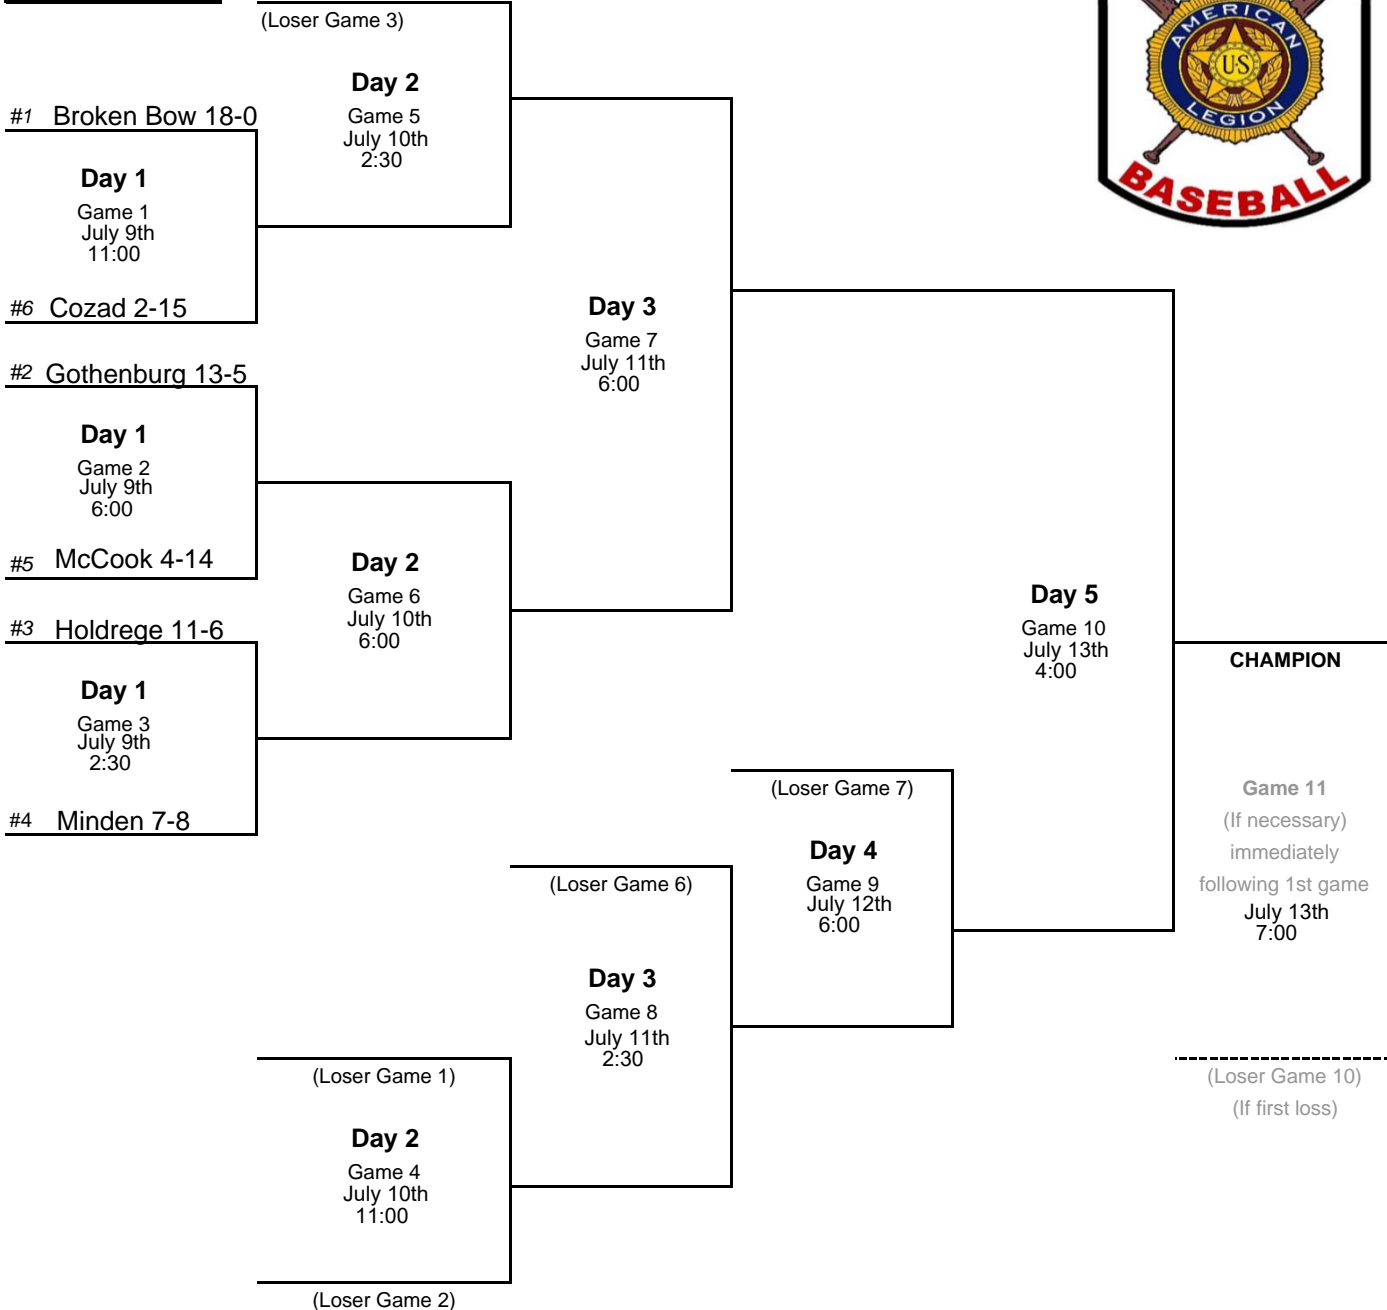 (Loser Game 3)
Day 2
Game 5
July 10th
2:30
#1 Broken Bow 18-0
Day 1
Game 1
July 9th
11:00
#6 Cozad 2-15
#2 Gothenburg 13-5
Day 1
Game 2
July 9th
6:00
#5 McCook 4-14
#3 Holdrege 11-6
Day 1
Game 3
July 9th
2:30
#4 Minden 7-8
Day 2
Game 6
July 10th
6:00
Day 3
Game 7
July 11th
6:00
(Loser Game 1)
Day 2
Game 4
July 10th
11:00
(Loser Game 2)
(Loser Game 6)
Day 3
Game 8
July 11th
2:30
(Loser Game 7)
Day 4
Game 9
July 12th
6:00
Day 5
Game 10
July 13th
4:00
AMERICAN
US
LEGION
BASEBALL
CHAMPION
Game 11
(If necessary)
immediately
following 1st game
July 13th
7:00
(Loser Game 10)
(If first loss)